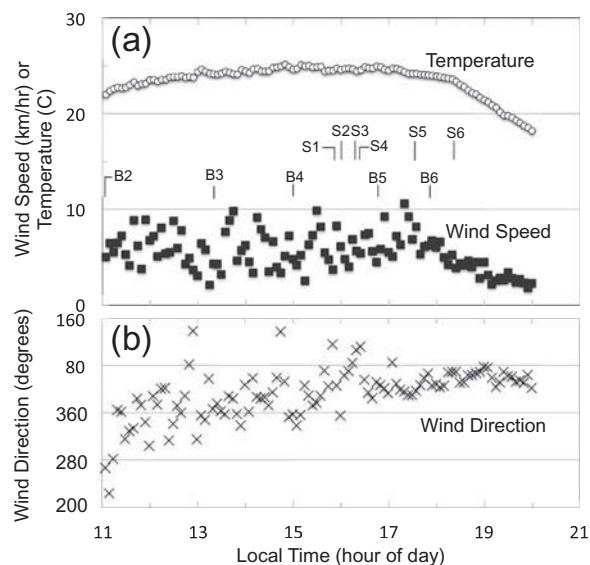 30
(a)
Temperature
20
S2 S3
S1 S4 S5 S6
B2 B3 B4 B5 B6
10
Wind Speed
0
Wind Speed (km/hr) or
Temperature (C)
160
(b)
80
360
Wind Direction
280
200
Wind Direction (degrees)
11 13 15 17 19 21
Local Time (hour of day)